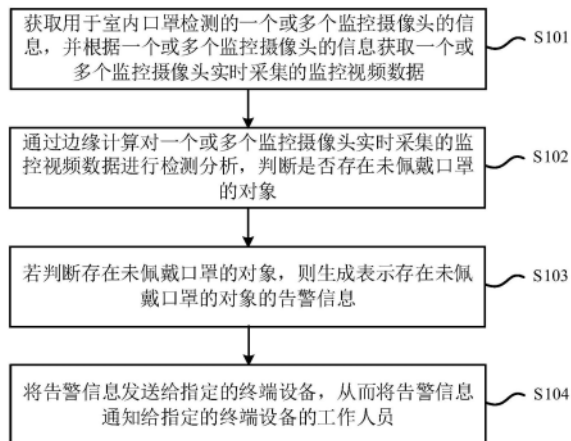 获取用于室内口罩检测的一个或多个监控摄像头的信
息，并根据一个或多个监控摄像头的信息获取一个或
多个监控摄像头实时采集的监控视频数据
S101
通过边缘计算对一个或多个监控摄像头实时采集的监
控视频数据进行检测分析，判断是否存在未佩戴口罩
的对象
S102
若判断存在未佩戴口罩的对象，则生成表示存在未佩
戴口罩的对象的告警信息
S103
将告警信息发送给指定的终端设备，从而将告警信息
通知给指定的终端设备的工作人员
S104